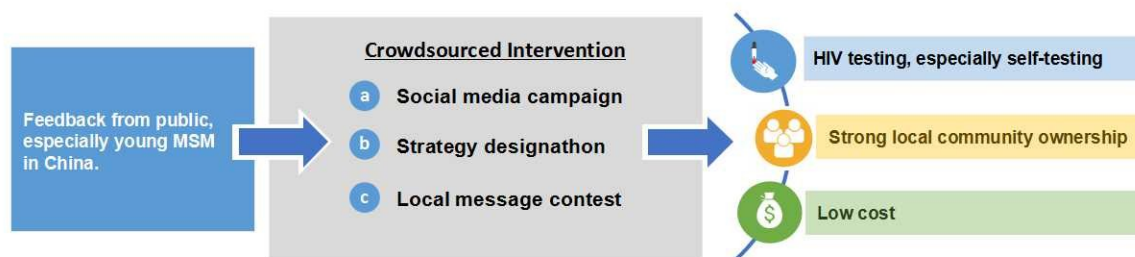 Feedback from public,
especially young MSM
in China.
Crowdsourced Intervention
a Social media campaign
b Strategy designathon
c Local message contest
HIV testing, especially self-testing
Strong local community ownership
$
Low cost